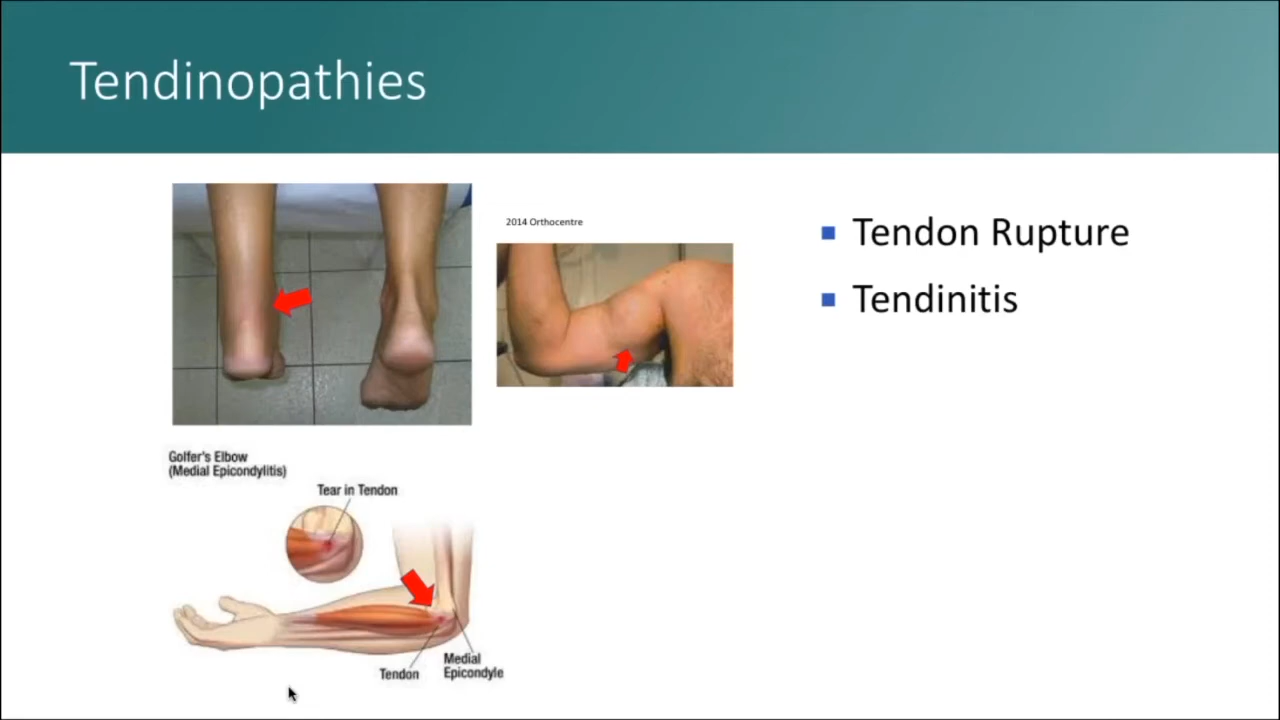 Tendinopathies
2014 Orthocentre
Tendon Rupture
Tendinitis
Golfer's Elbow
(Medial Epicondylitis)
Tear in Tendon
Tendon
Medial
Epicondyle